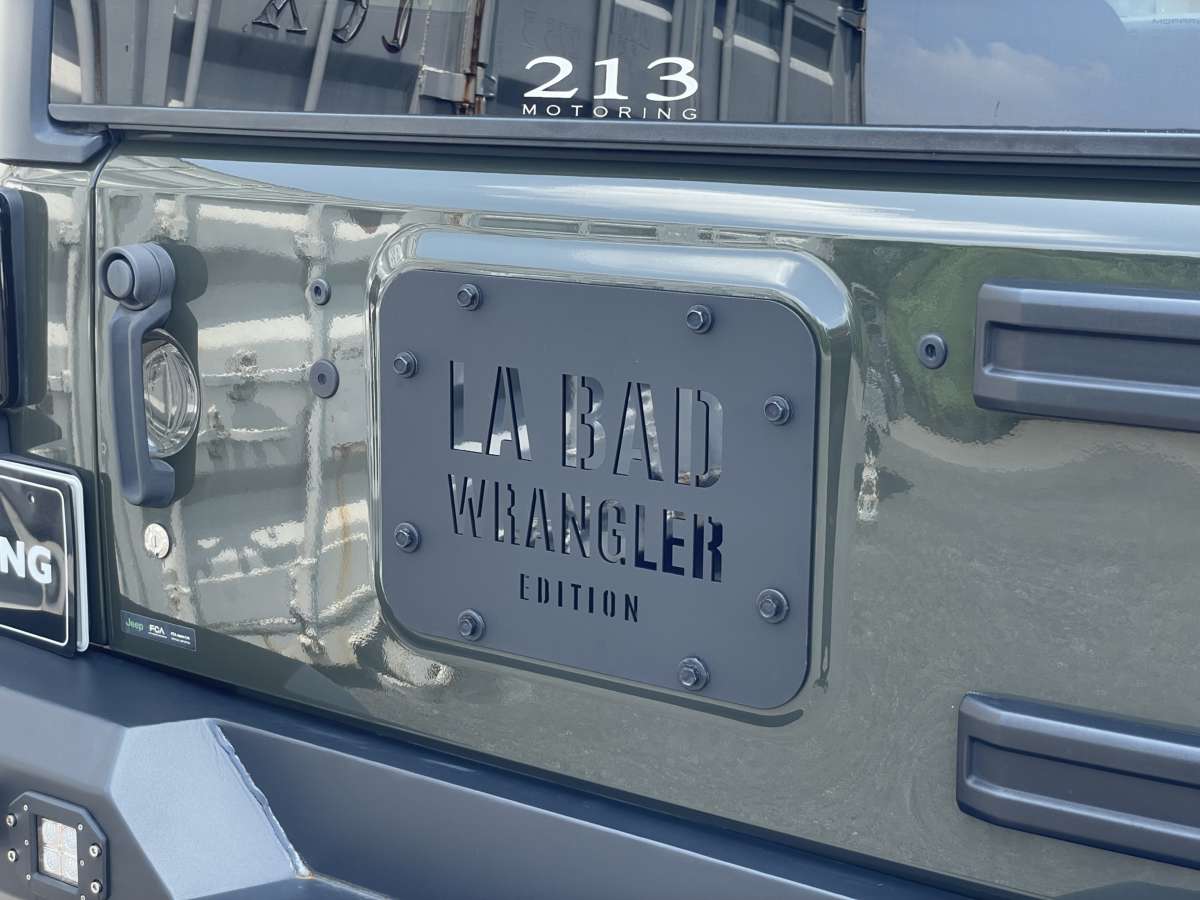 213
MOTORING
LA BAD
WRANGLER
EDITION
NG
Jeep FCA